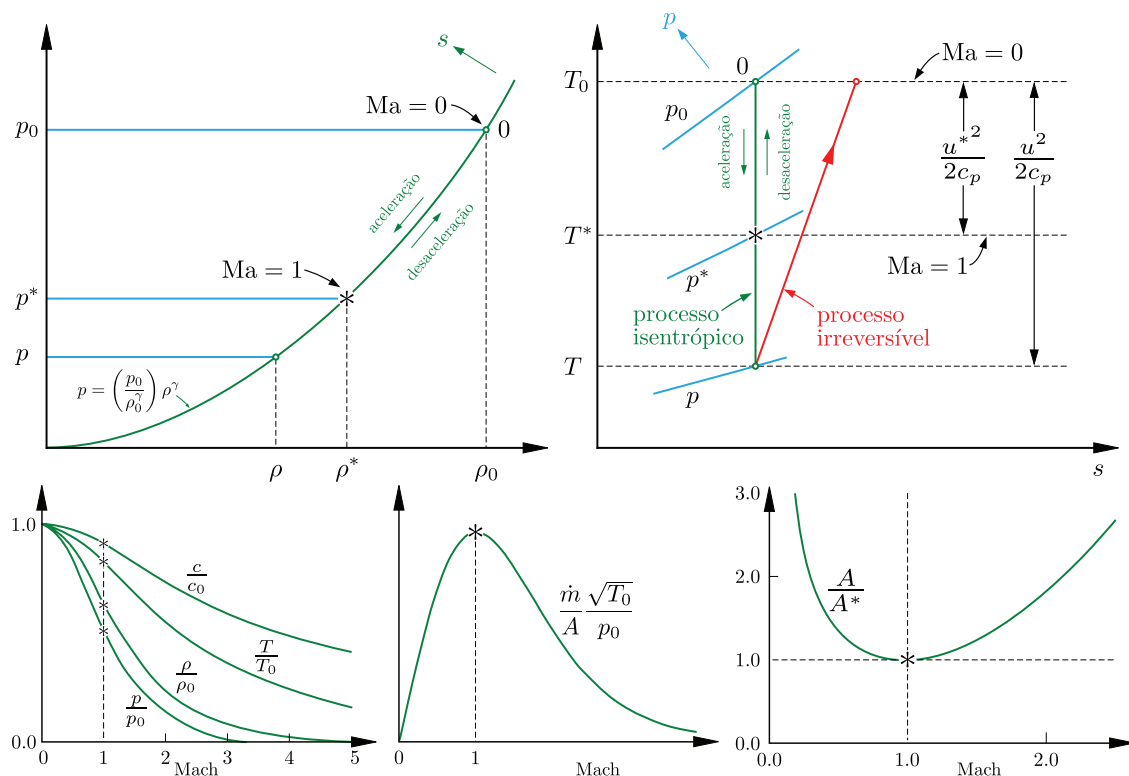 s
Ma = 0
p₀
0
aceleração
desaceleração
Ma = 1
p*
p
p = (p₀/ρ₀^γ) ρ^γ
ρ
ρ*
ρ₀
p
0
Ma = 0
T₀
p₀
aceleração
desaceleração
u*²/2c_p
u²/2c_p
T*
p*
Ma = 1
processo
isentrópico
processo
irreversível
T
p
s
1.0
c/c₀
T/T₀
ρ/ρ₀
p/p₀
0.0
0
1
2
3
4
5
Mach
ṁ/A √T₀/p₀
0
1
Mach
3.0
2.0
A/A*
1.0
0.0
0.0
1.0
2.0
Mach